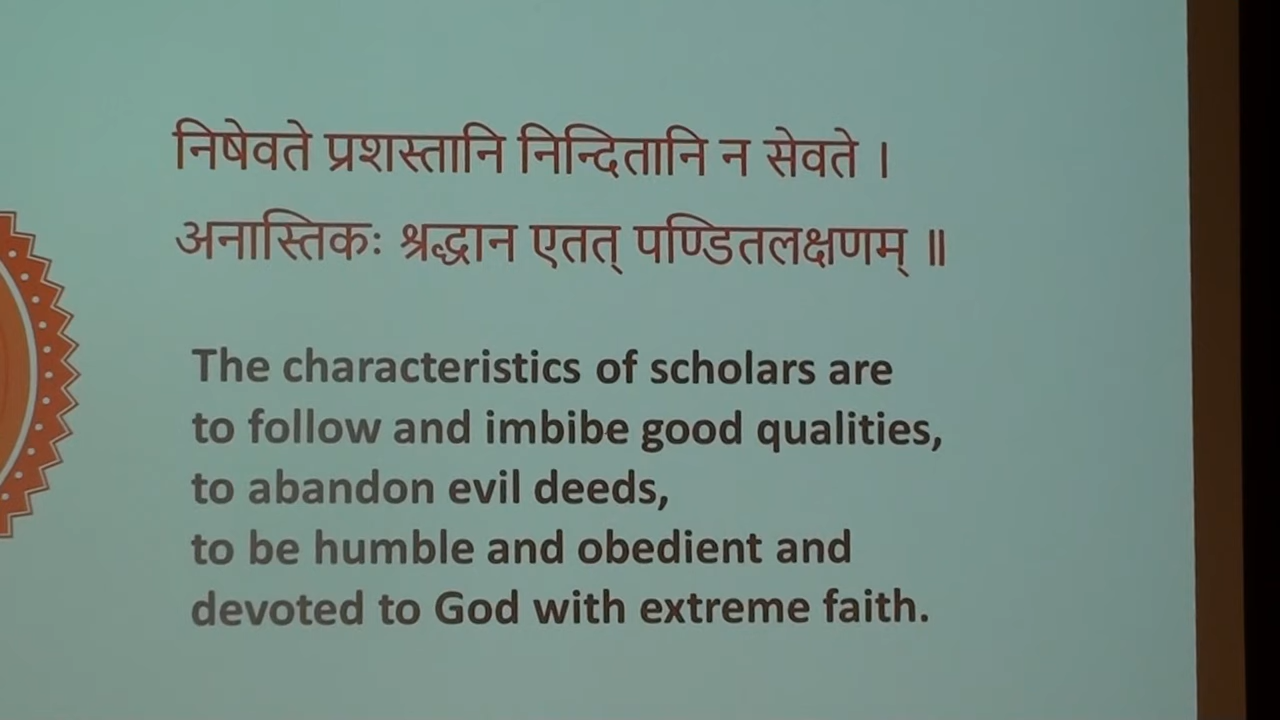 निषेवते प्रशस्तानि निन्दितानि न सेवते ।
अनास्तिकः श्रद्धान एतत् पण्डितलक्षणम् ॥
The characteristics of scholars are
to follow and imbibe good qualities,
to abandon evil deeds,
to be humble and obedient and
devoted to God with extreme faith.